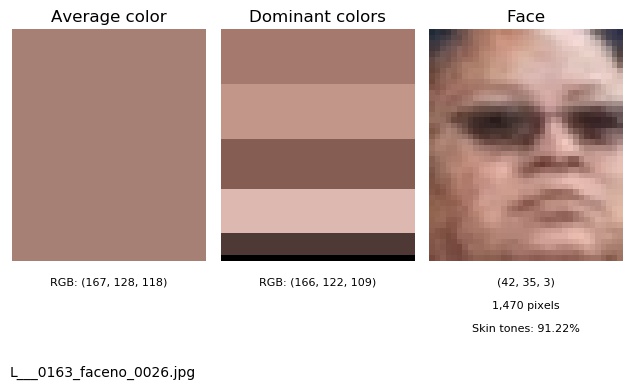 Average color
Dominant colors
Face
RGB: (167, 128, 118)
RGB: (166, 122, 109)
(42, 35, 3)
1,470 pixels
Skin tones: 91.22%
L___0163_faceno_0026.jpg